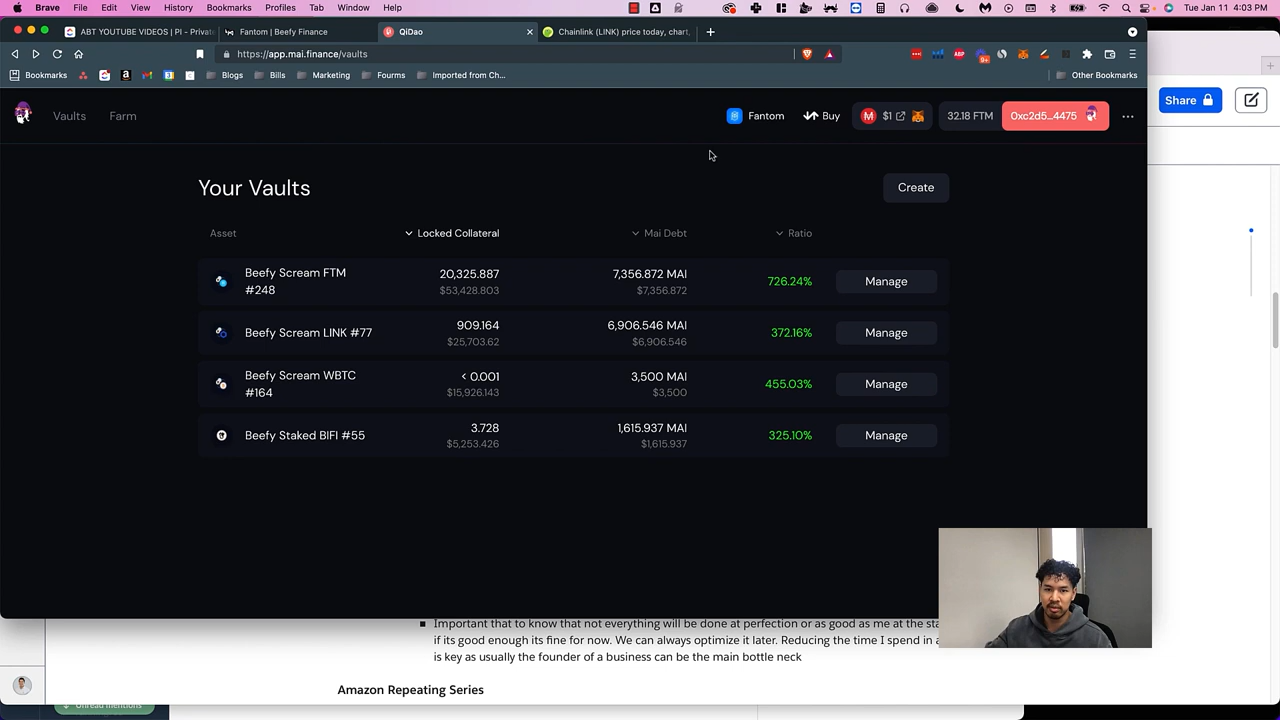 Brave File Edit View History Bookmarks Profiles Tab Window Help
Tue Jan 11 4:03 PM
ABT YOUTUBE VIDEOS | PI - Privat
Fantom | Beefy Finance
QiDao
Chainlink (LINK) price today, chart,
https://app.mai.finance/vaults
9+
Bookmarks
Blogs
Bills
Marketing
Fourms
Imported from Ch...
Other Bookmarks
Share
Vaults
Farm
Fantom
Buy
$1
32.18 FTM
0xc2d5...4475
Your Vaults
Create
Asset
Locked Collateral
Mai Debt
Ratio
Beefy Scream FTM
#248
20,325.887
$53,428.803
7,356.872 MAI
$7,356.872
726.24%
Manage
Beefy Scream LINK #77
909.164
$25,703.62
6,906.546 MAI
$6,906.546
372.16%
Manage
Beefy Scream WBTC
#164
< 0.001
$15,926.143
3,500 MAI
$3,500
455.03%
Manage
Beefy Staked BIFI #55
3.728
$5,253.426
1,615.937 MAI
$1,615.937
325.10%
Manage
Important that to know that not everything will be done at perfection or as good as me at the sta
if its good enough its fine for now. We can always optimize it later. Reducing the time I spend in a
is key as usually the founder of a business can be the main bottle neck
Amazon Repeating Series
Unread mentions